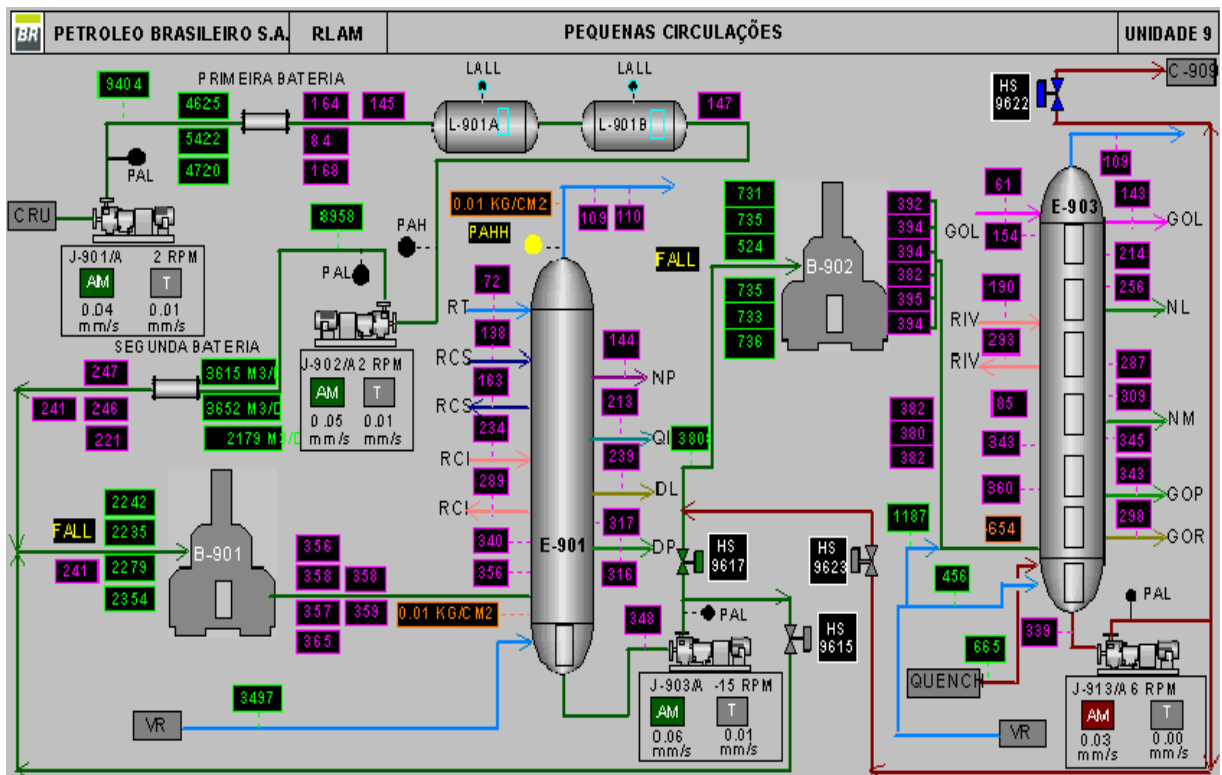 BR PETROLEO BRASILEIRO S.A. RLAM PEQUENAS CIRCULAÇÕES UNIDADE 9
PRIMEIRA BATERIA
9404
4625
5422
4720
164
84
168
145
LALL
L-901A
LALL
L-901B
147
PAL
CRU
J-901/A 2 RPM
AM
T
0.04
mm/s
0.01
mm/s
8958
PAH
PAL
SEGUNDA BATERIA
247
241
246
221
3615 M3/
3652 M3/
2179 M3/
J-902/A 2 RPM
AM
T
0.05
mm/s
0.01
mm/s
FALL
241
2242
2235
2279
2354
B-901
356
358
358
357
359
365
0.01 KG/CM2
3497
VR
0.01 KG/CM2
PAHH
109
110
72
RT
138
RCS
163
RCS
234
RCI
289
RCI
340
356
E-901
144
NP
213
QI
239
DL
317
DP
316
348
PAL
J-903/A -15 RPM
AM
T
0.06
mm/s
0.01
mm/s
HS
9617
HS
9615
380
FALL
731
735
524
735
733
736
B-902
392
394
394
382
395
394
382
380
382
HS
9623
1187
456
665
QUENCH
VR
HS
9622
C-909
109
61
GOL
154
190
RIV
293
RIV
85
343
360
654
E-903
143
GOL
214
256
NL
287
309
NM
345
343
GOP
298
GOR
339
PAL
J-913/A 6 RPM
AM
T
0.03
mm/s
0.00
mm/s